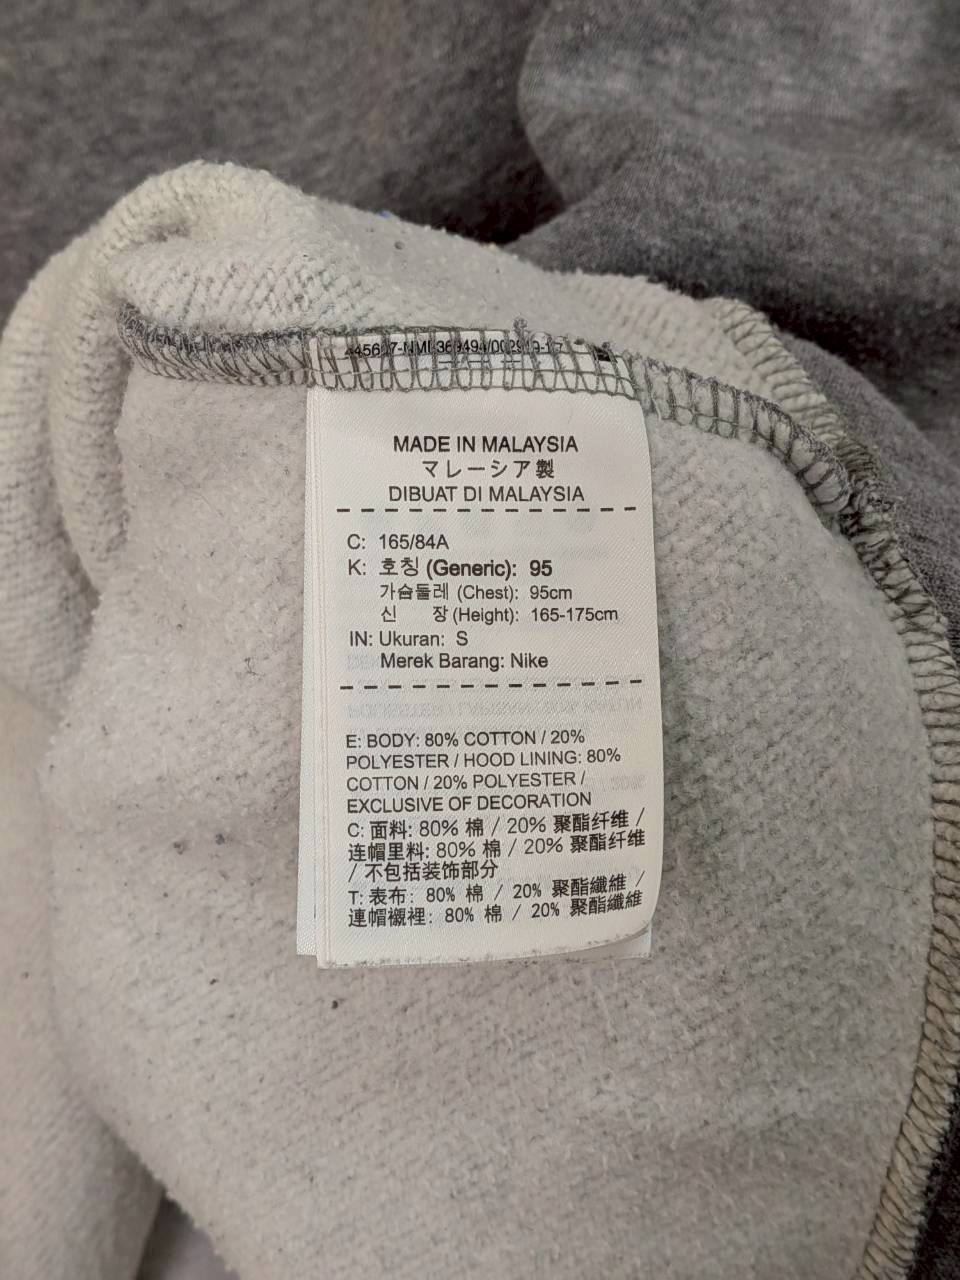 MADE IN MALAYSIA
マレーシア製
DIBUAT DI MALAYSIA
C: 165/84A
K: 호칭 (Generic): 95
가슴둘레 (Chest): 95cm
신 장 (Height): 165-175cm
IN: Ukuran: S
Merek Barang: Nike
E: BODY: 80% COTTON / 20%
POLYESTER / HOOD LINING: 80%
COTTON / 20% POLYESTER /
EXCLUSIVE OF DECORATION
C: 面料: 80% 棉 / 20% 聚酯纤维 /
连帽里料: 80% 棉 / 20% 聚酯纤维
/ 不包括装饰部分
T: 表布: 80% 棉 / 20% 聚酯纖維 /
連帽襯裡: 80% 棉 / 20% 聚酯纖維